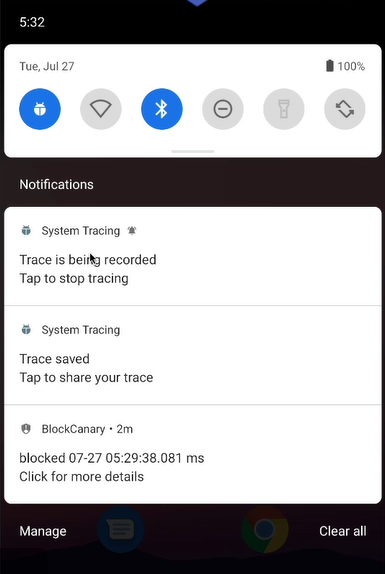 5:32
Tue, Jul 27
100%
Notifications
System Tracing
Trace is being recorded
Tap to stop tracing
System Tracing
Trace saved
Tap to share your trace
BlockCanary • 2m
blocked 07-27 05:29:38.081 ms
Click for more details
Manage
Clear all